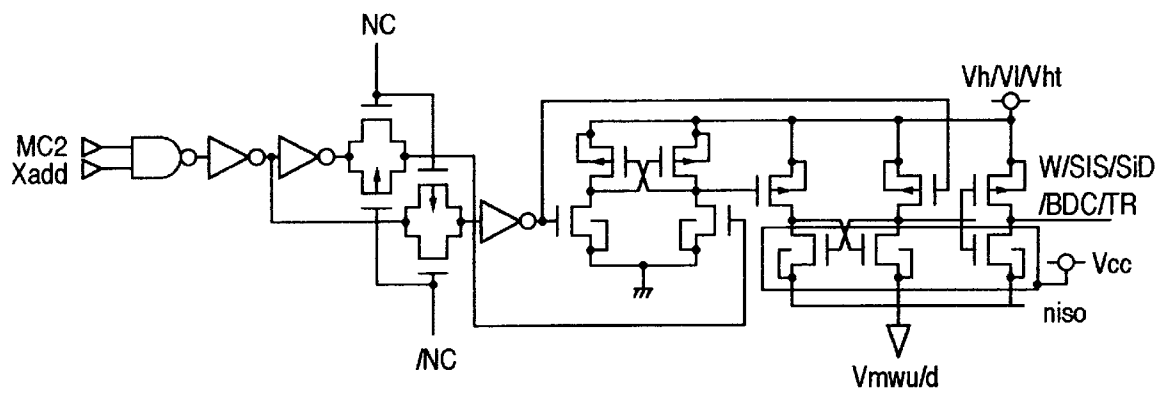 NC
Vh/Vl/Vht
MC2
Xadd
W/SIS/SiD
/BDC/TR
Vcc
niso
/NC
Vmwu/d